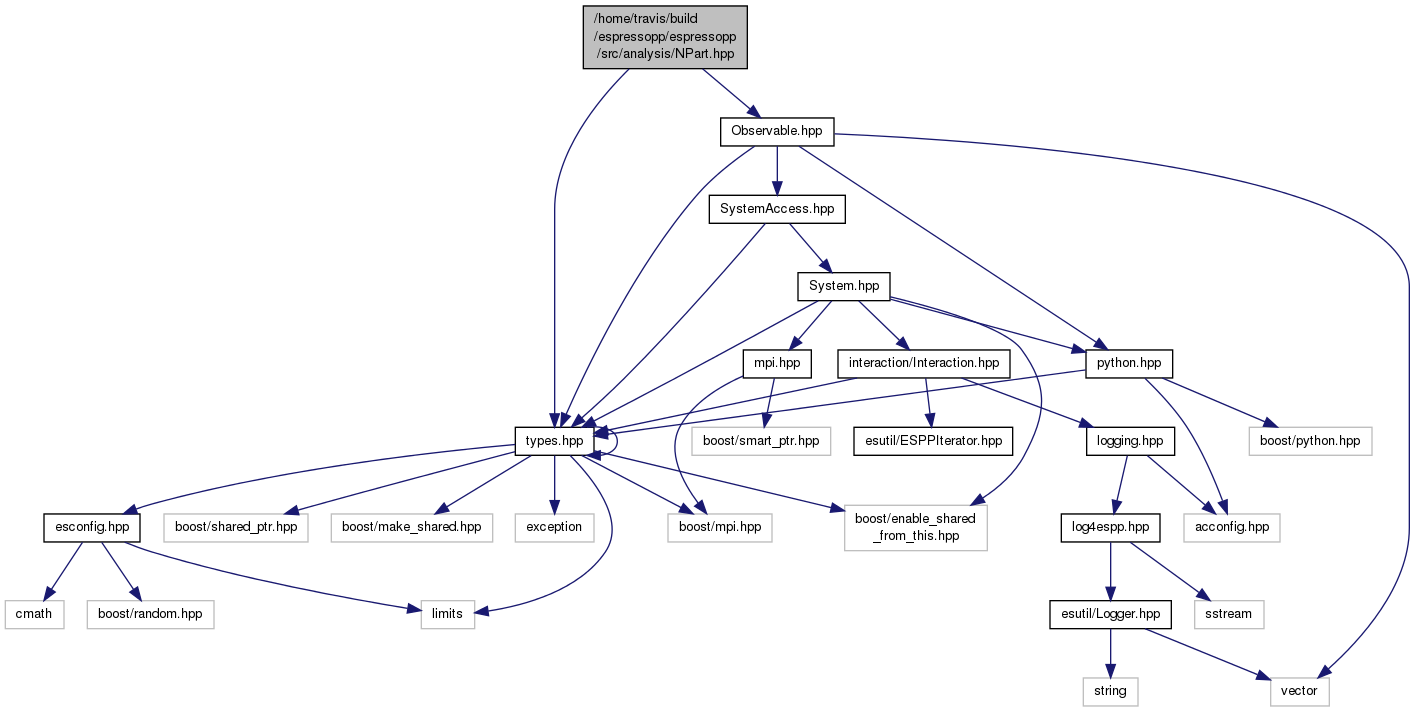 /home/travis/build
/espressopp/espressopp
/src/analysis/NPart.hpp
Observable.hpp
SystemAccess.hpp
System.hpp
mpi.hpp
interaction/Interaction.hpp
python.hpp
types.hpp
boost/smart_ptr.hpp
esutil/ESPPIterator.hpp
logging.hpp
boost/python.hpp
esconfig.hpp
boost/shared_ptr.hpp
boost/make_shared.hpp
exception
boost/mpi.hpp
boost/enable_shared
_from_this.hpp
log4espp.hpp
acconfig.hpp
cmath
boost/random.hpp
limits
esutil/Logger.hpp
sstream
string
vector